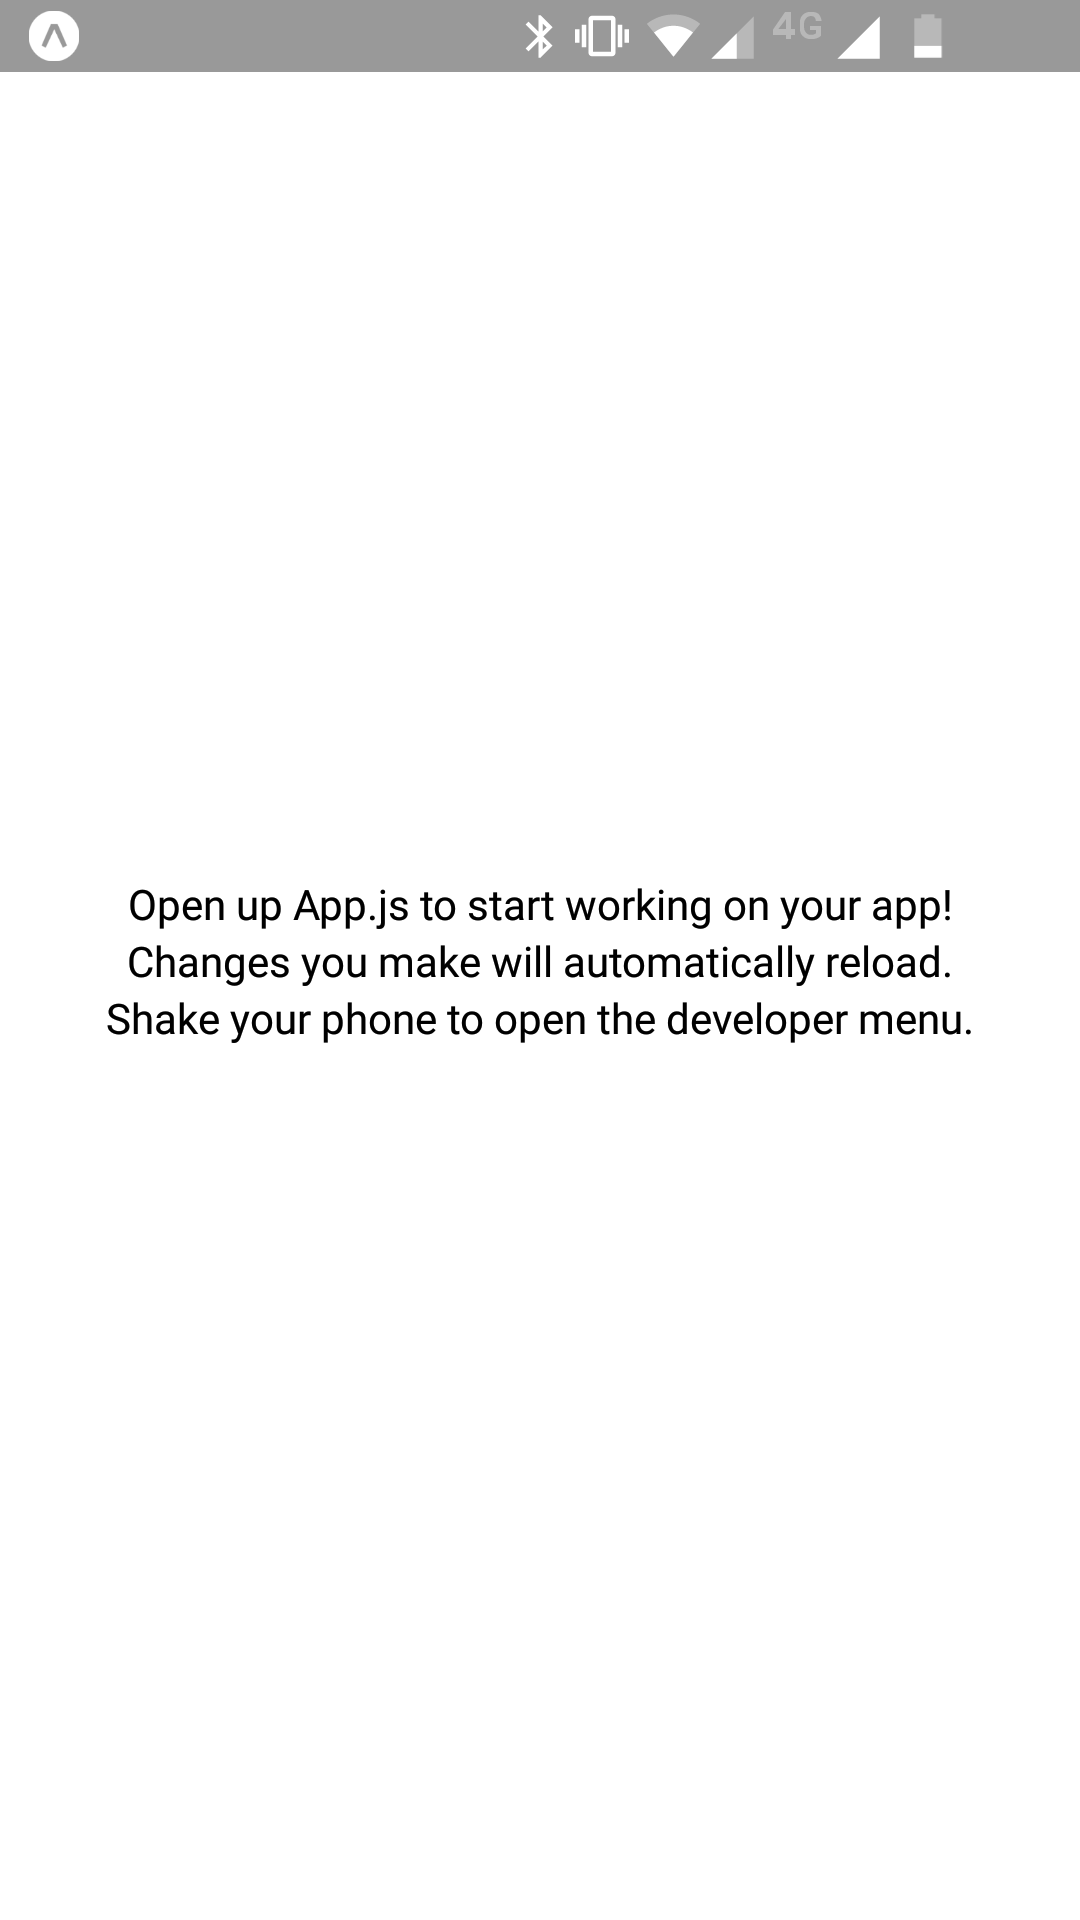 4G
Open up App.js to start working on your app!
Changes you make will automatically reload.
Shake your phone to open the developer menu.